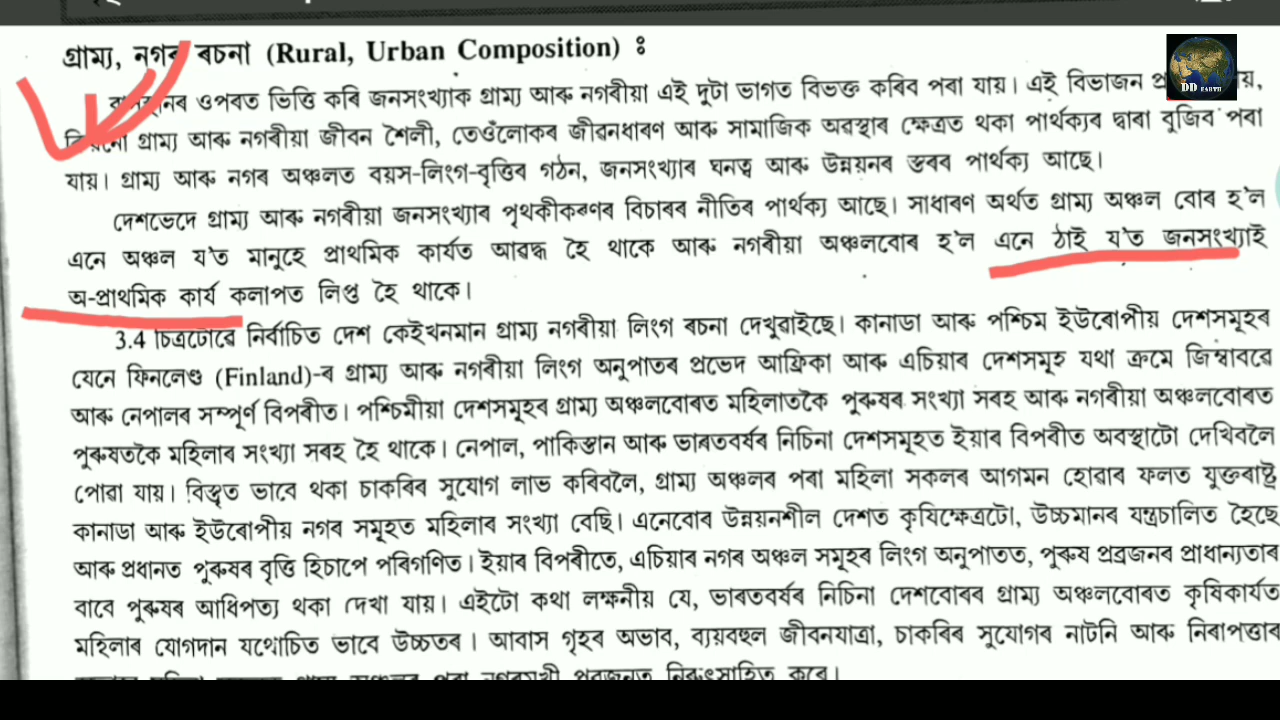 গ্ৰাম্য, নগৰ ৰচনা (Rural, Urban Composition) ঃ
DD EARTH
ওপৰত ভিত্তি কৰি জনসংখ্যাক গ্ৰাম্য আৰু নগৰীয়া এই দুটা ভাগত বিভক্ত কৰিব পৰা যায়। এই বিভাজন
গ্ৰাম্য আৰু নগৰীয়া জীবন শৈলী, তেওঁলোকৰ জীৱনধাৰণ আৰু সামাজিক অৱস্থাৰ ক্ষেত্ৰত থকা পাৰ্থক্যৰ দ্বাৰা বুজিব পৰা
যায়। গ্ৰাম্য আৰু নগৰ অঞ্চলত বয়স-লিংগ-বৃত্তিৰ গঠন, জনসংখ্যাৰ ঘনত্ব আৰু উন্নয়নৰ স্তৰৰ পাৰ্থক্য আছে।
দেশভেদে গ্ৰাম্য আৰু নগৰীয়া জনসংখ্যাৰ পৃথকীকৰণৰ বিচাৰৰ নীতিৰ পাৰ্থক্য আছে। সাধাৰণ অৰ্থত গ্ৰাম্য অঞ্চল বোৰ হ'ল
এনে অঞ্চল য'ত মানুহে প্ৰাথমিক কাৰ্যত আৱদ্ধ হৈ থাকে আৰু নগৰীয়া অঞ্চলবোৰ হ'ল এনে ঠাই য'ত জনসংখ্যাই
অ-প্ৰাথমিক কাৰ্য কলাপত লিপ্ত হৈ থাকে।
3.4 চিত্ৰটোৱে নিৰ্বাচিত দেশ কেইখনমান গ্ৰাম্য নগৰীয়া লিংগ ৰচনা দেখুৱাইছে। কানাডা আৰু পশ্চিম ইউৰোপীয় দেশসমূহৰ
যেনে ফিনলেণ্ড (Finland)-ৰ গ্ৰাম্য আৰু নগৰীয়া লিংগ অনুপাতৰ প্ৰভেদ আফ্ৰিকা আৰু এচিয়াৰ দেশসমূহ যথা ক্ৰমে জিম্বাবৱে
আৰু নেপালৰ সম্পূৰ্ণ বিপৰীত। পশ্চিমীয়া দেশসমূহৰ গ্ৰাম্য অঞ্চলবোৰত মহিলাতকৈ পুৰুষৰ সংখ্যা সৰহ আৰু নগৰীয়া অঞ্চলবোৰত
পুৰুষতকৈ মহিলাৰ সংখ্যা সৰহ হৈ থাকে। নেপাল, পাকিস্তান আৰু ভাৰতবৰ্ষৰ নিচিনা দেশসমূহত ইয়াৰ বিপৰীত অবস্থাটো দেখিবলৈ
পোৱা যায়। বিস্তৃত ভাবে থকা চাকৰিৰ সুযোগ লাভ কৰিবলৈ, গ্ৰাম্য অঞ্চলৰ পৰা মহিলা সকলৰ আগমন হোৱাৰ ফলত যুক্তৰাষ্ট্ৰ
কানাডা আৰু ইউৰোপীয় নগৰ সমূহত মহিলাৰ সংখ্যা বেছি। এনেবোৰ উন্নয়নশীল দেশত কৃষিক্ষেত্ৰটো, উচ্চমানৰ যন্ত্ৰচালিত হৈছে
আৰু প্ৰধানত পুৰুষৰ বৃত্তি হিচাপে পৰিগণিত। ইয়াৰ বিপৰীতে, এচিয়াৰ নগৰ অঞ্চল সমূহৰ লিংগ অনুপাতত, পুৰুষ প্ৰব্ৰজনৰ প্ৰাধান্যতাৰ
বাবে পুৰুষৰ আধিপত্য থকা দেখা যায়। এইটো কথা লক্ষনীয় যে, ভাৰতবৰ্ষৰ নিচিনা দেশবোৰৰ গ্ৰাম্য অঞ্চলবোৰত কৃষিকাৰ্যত
মহিলাৰ যোগদান যথোচিত ভাবে উচ্চতৰ। আবাস গৃহৰ অভাব, ব্যয়বহুল জীবনযাত্ৰা, চাকৰিৰ সুযোগৰ নাটনি আৰু নিৰাপত্তাৰ